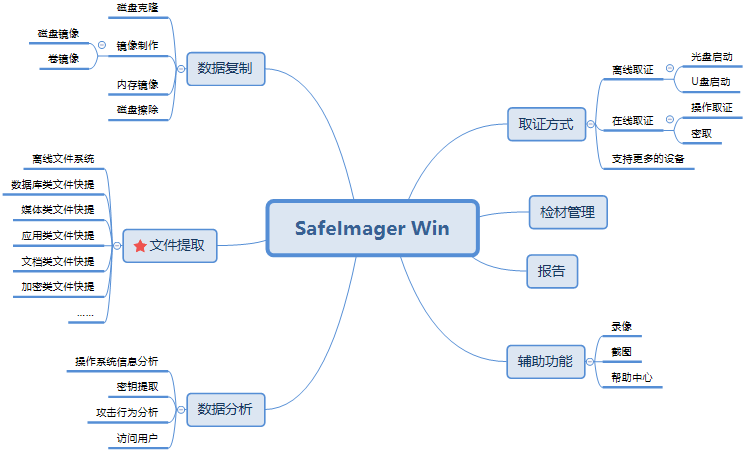 SafeImager Win
取证方式
离线取证
光盘启动
U盘启动
在线取证
操作取证
密取
支持更多的设备
检材管理
报告
辅助功能
录像
截图
帮助中心
数据复制
磁盘克隆
镜像制作
磁盘镜像
卷镜像
内存镜像
磁盘擦除
文件提取
离线文件系统
数据库类文件快提
媒体类文件快提
应用类文件快提
文档类文件快提
加密类文件快提
……
数据分析
操作系统信息分析
密钥提取
攻击行为分析
访问用户